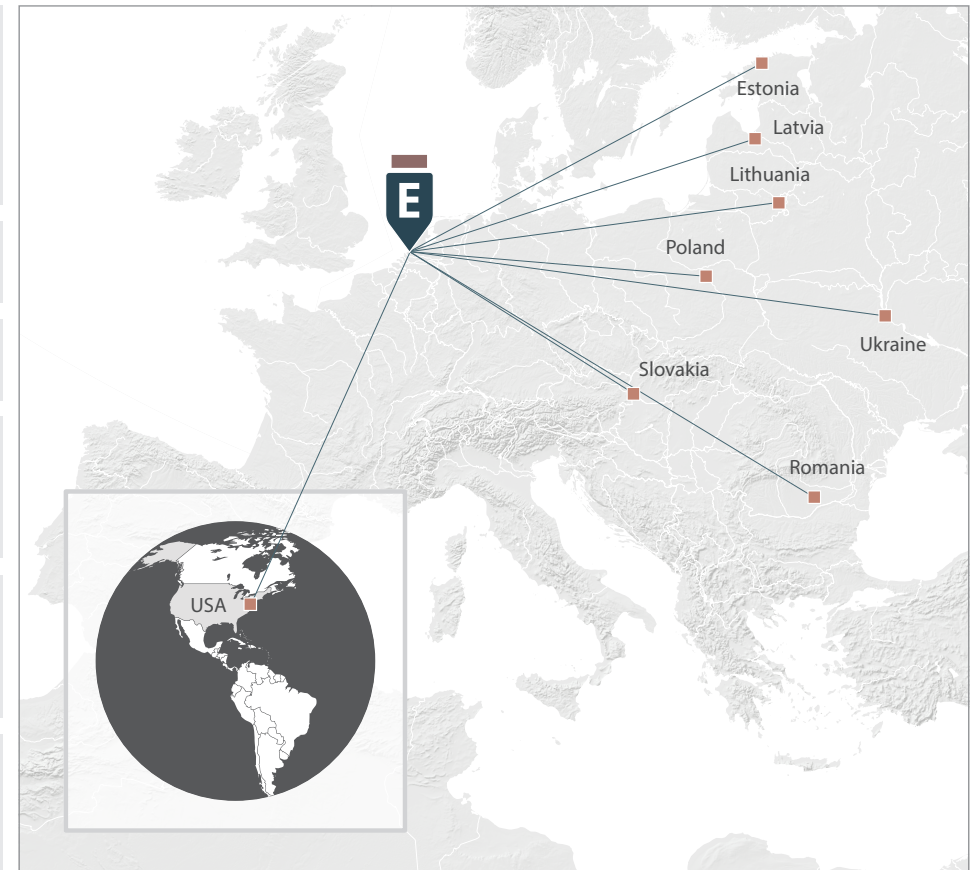 Estonia
Latvia
Lithuania
E
Poland
Ukraine
Slovakia
Romania
USA